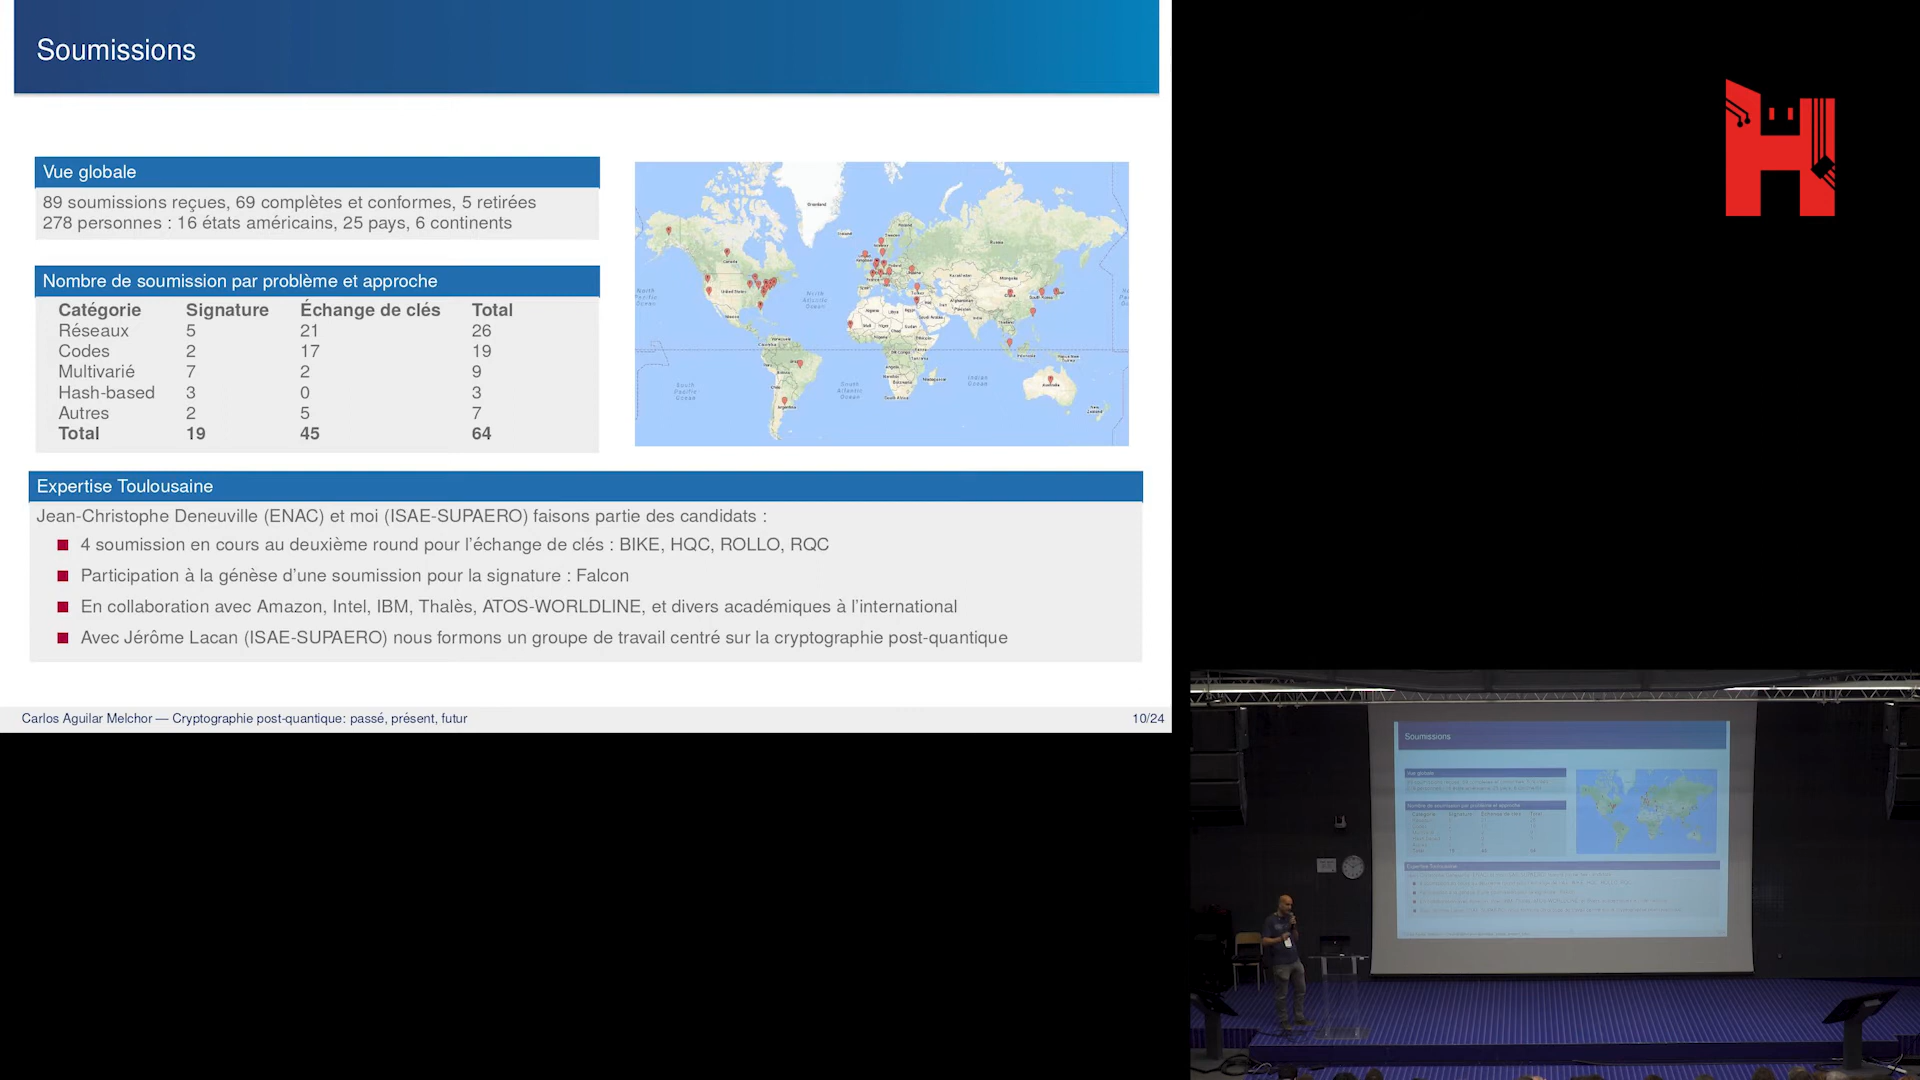 Soumissions
Vue globale
89 soumissions reçues, 69 complètes et conformes, 5 retirées
278 personnes : 16 états américains, 25 pays, 6 continents
Nombre de soumission par problème et approche
Catégorie Signature Échange de clés Total
Réseaux 5 21 26
Codes 2 17 19
Multivarié 7 2 9
Hash-based 3 0 3
Autres 2 5 7
Total 19 45 64
Expertise Toulousaine
Jean-Christophe Deneuville (ENAC) et moi (ISAE-SUPAERO) faisons partie des candidats :
4 soumission en cours au deuxième round pour l'échange de clés : BIKE, HQC, ROLLO, RQC
Participation à la génèse d'une soumission pour la signature : Falcon
En collaboration avec Amazon, Intel, IBM, Thalès, ATOS-WORLDLINE, et divers académiques à l'international
Avec Jérôme Lacan (ISAE-SUPAERO) nous formons un groupe de travail centré sur la cryptographie post-quantique
Carlos Aguilar Melchor — Cryptographie post-quantique: passé, présent, futur 10/24
H
Soumissions